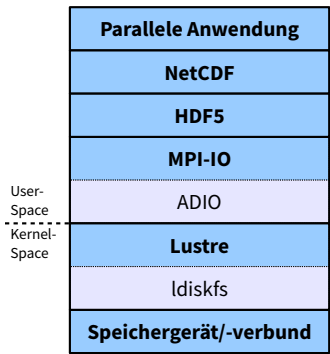 Parallele Anwendung
NetCDF
HDF5
MPI-IO
User-
Space
ADIO
Kernel-
Space
Lustre
ldiskfs
Speichergerät/-verbund